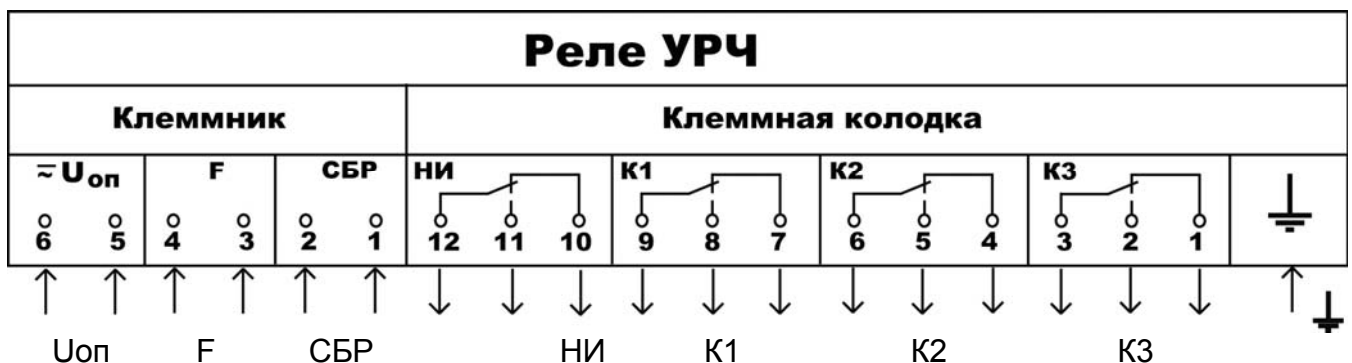 Реле УРЧ
Клеммник Клеммная колодка
≂ Uоп F СБР НИ К1 К2 К3
6 5 4 3 2 1 12 11 10 9 8 7 6 5 4 3 2 1
Uоп F СБР НИ К1 К2 К3